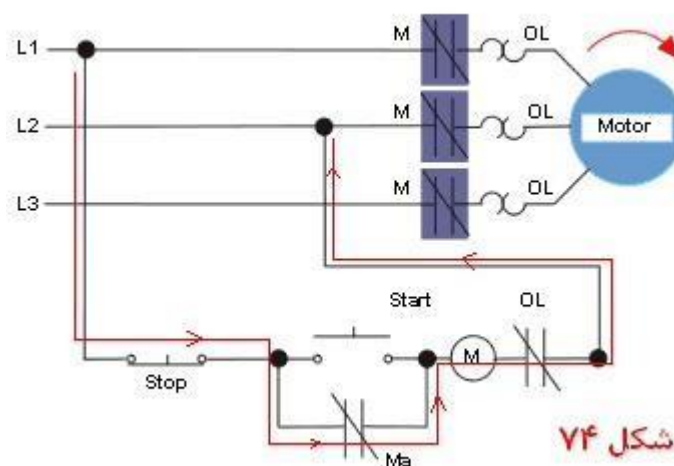 M OL
L1
L2 M OL Motor
L3 M OL
Start OL
Stop M
Ma
شکل ۷۴